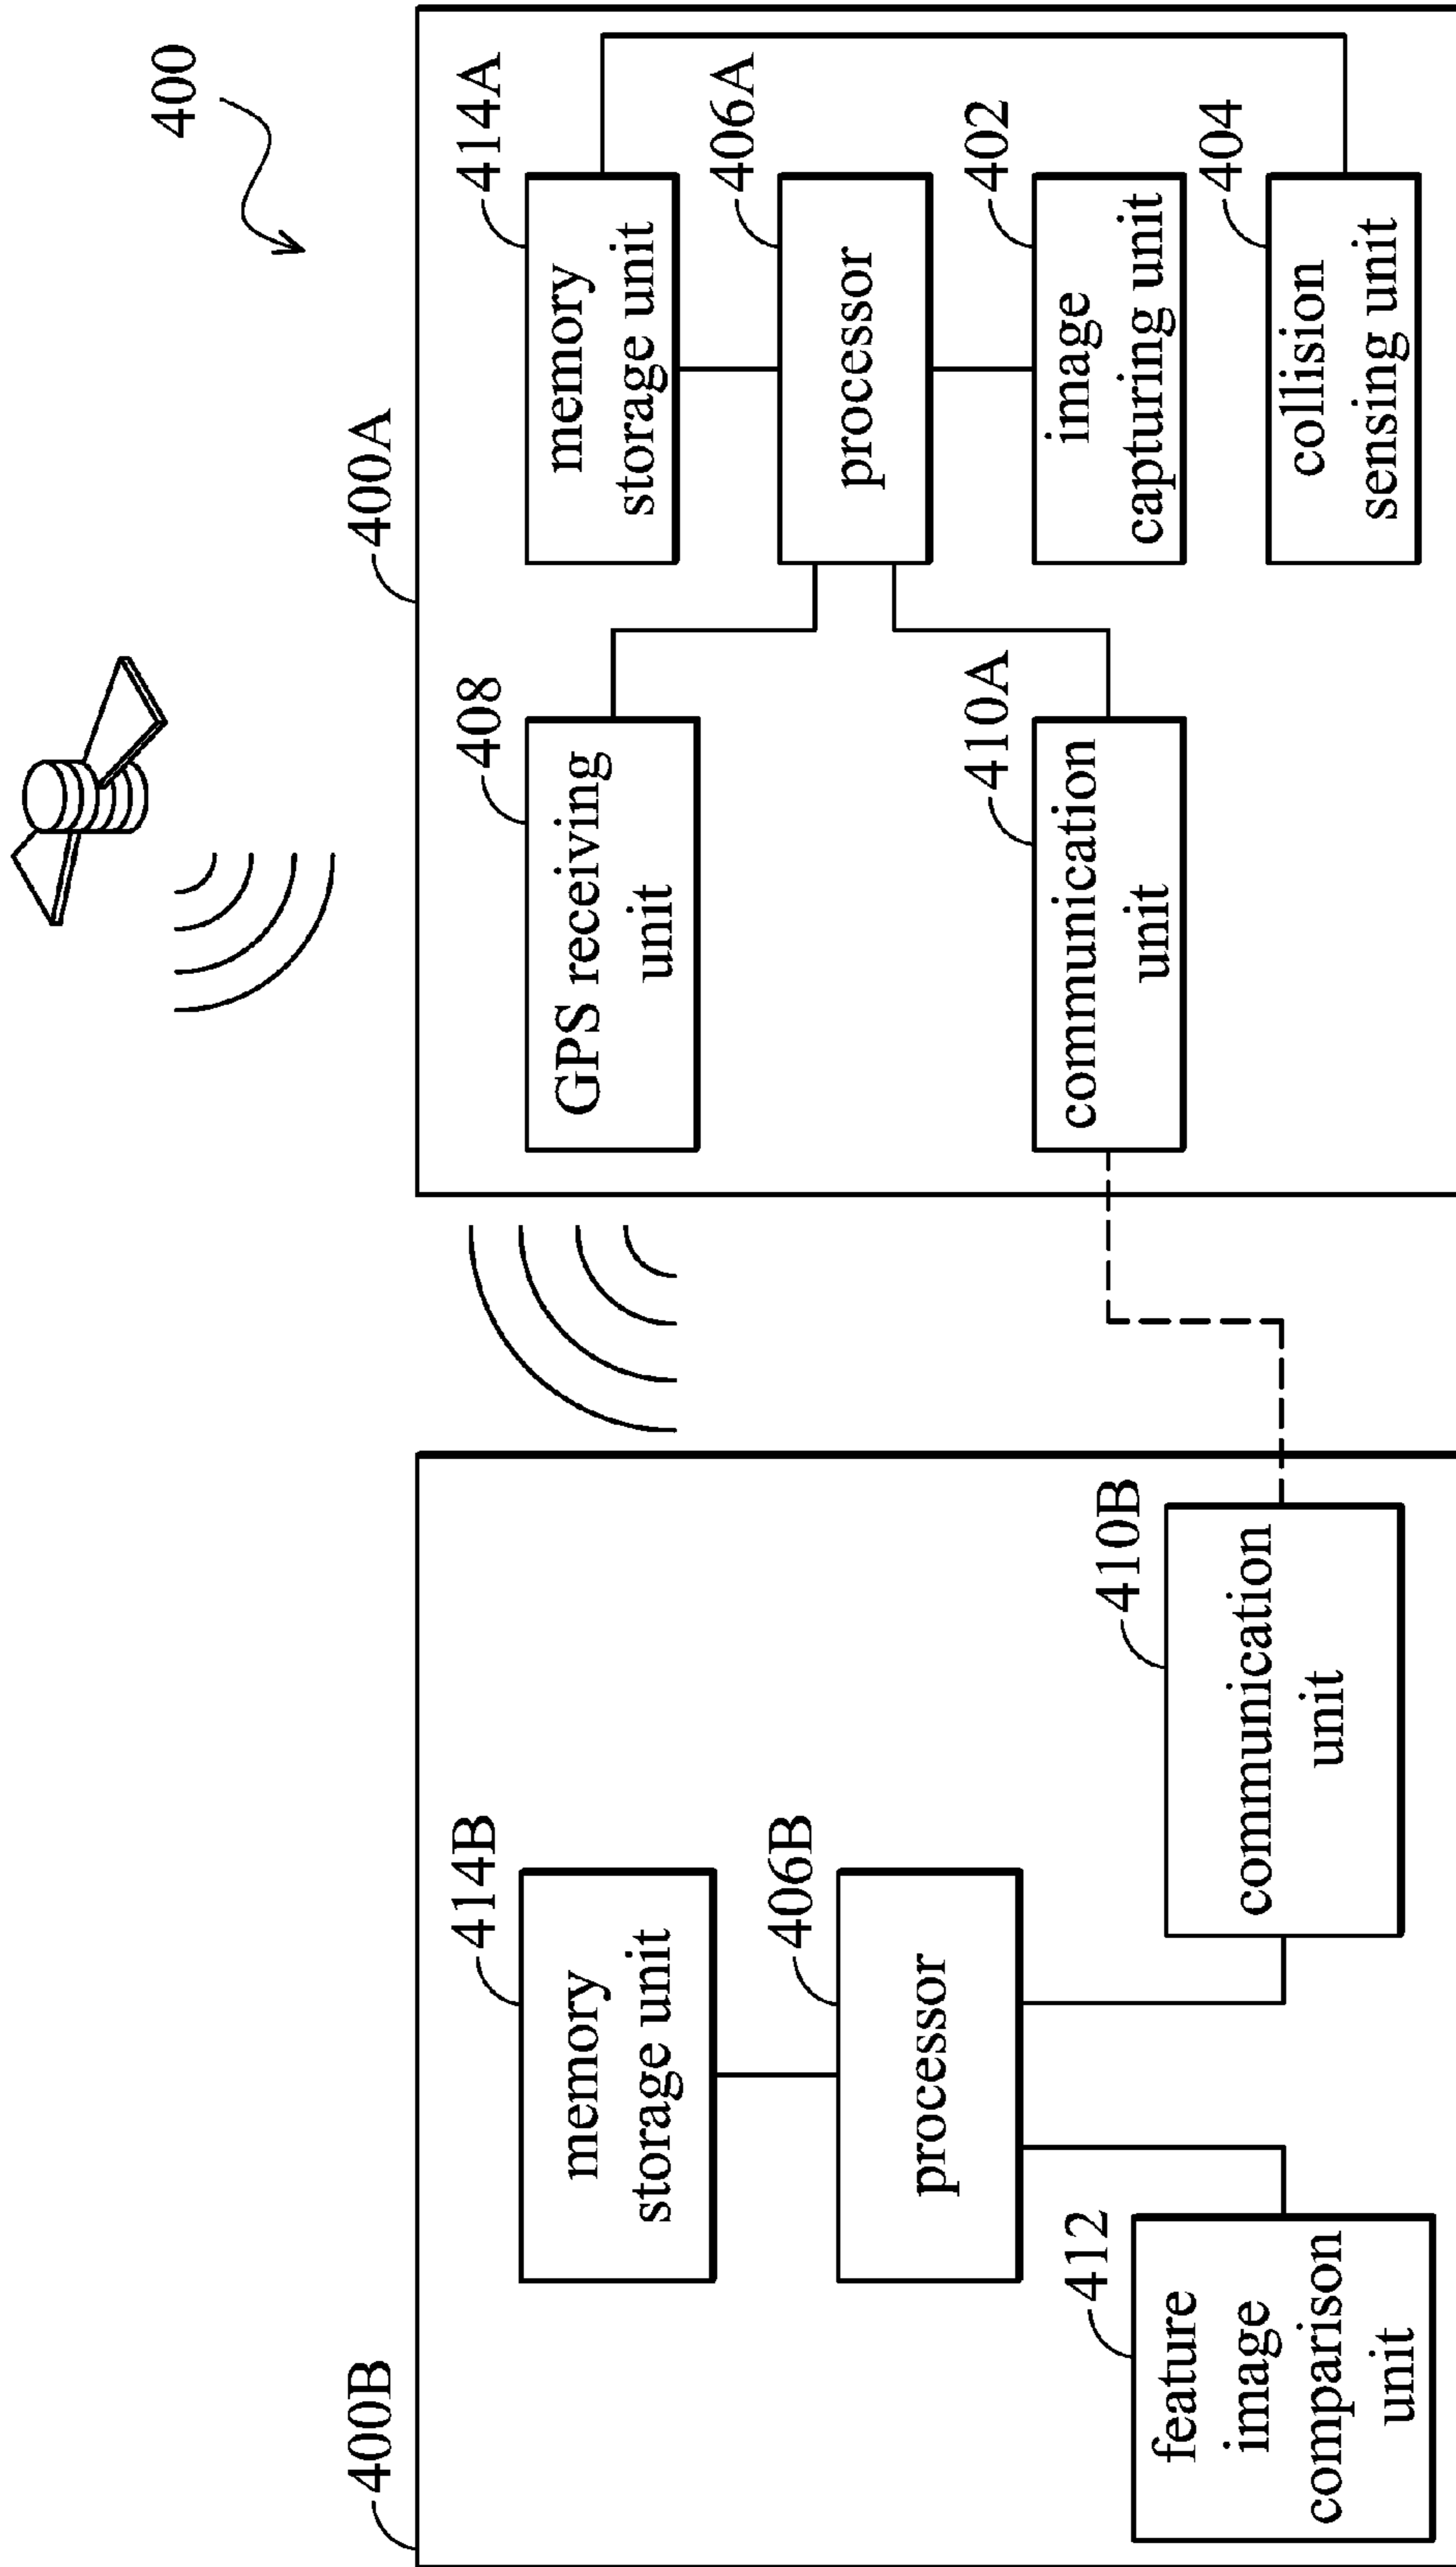 400
400B
400A
414B
memory
storage unit
406B
processor
412
feature
image
comparison
unit
410B
communication
unit
408
GPS receiving
unit
410A
communication
unit
414A
memory
storage unit
406A
processor
402
image
capturing unit
404
collision
sensing unit